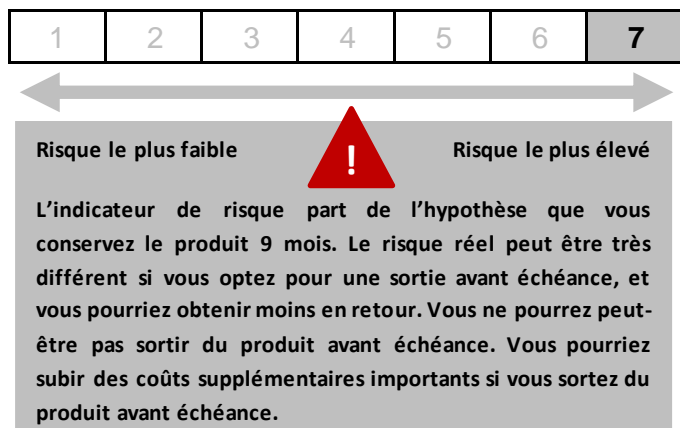 1 2 3 4 5 6 7
!
Risque le plus faible Risque le plus élevé
L'indicateur de risque part de l'hypothèse que vous
conservez le produit 9 mois. Le risque réel peut être très
différent si vous optez pour une sortie avant échéance, et
vous pourriez obtenir moins en retour. Vous ne pourrez peut-
être pas sortir du produit avant échéance. Vous pourriez
subir des coûts supplémentaires importants si vous sortez du
produit avant échéance.